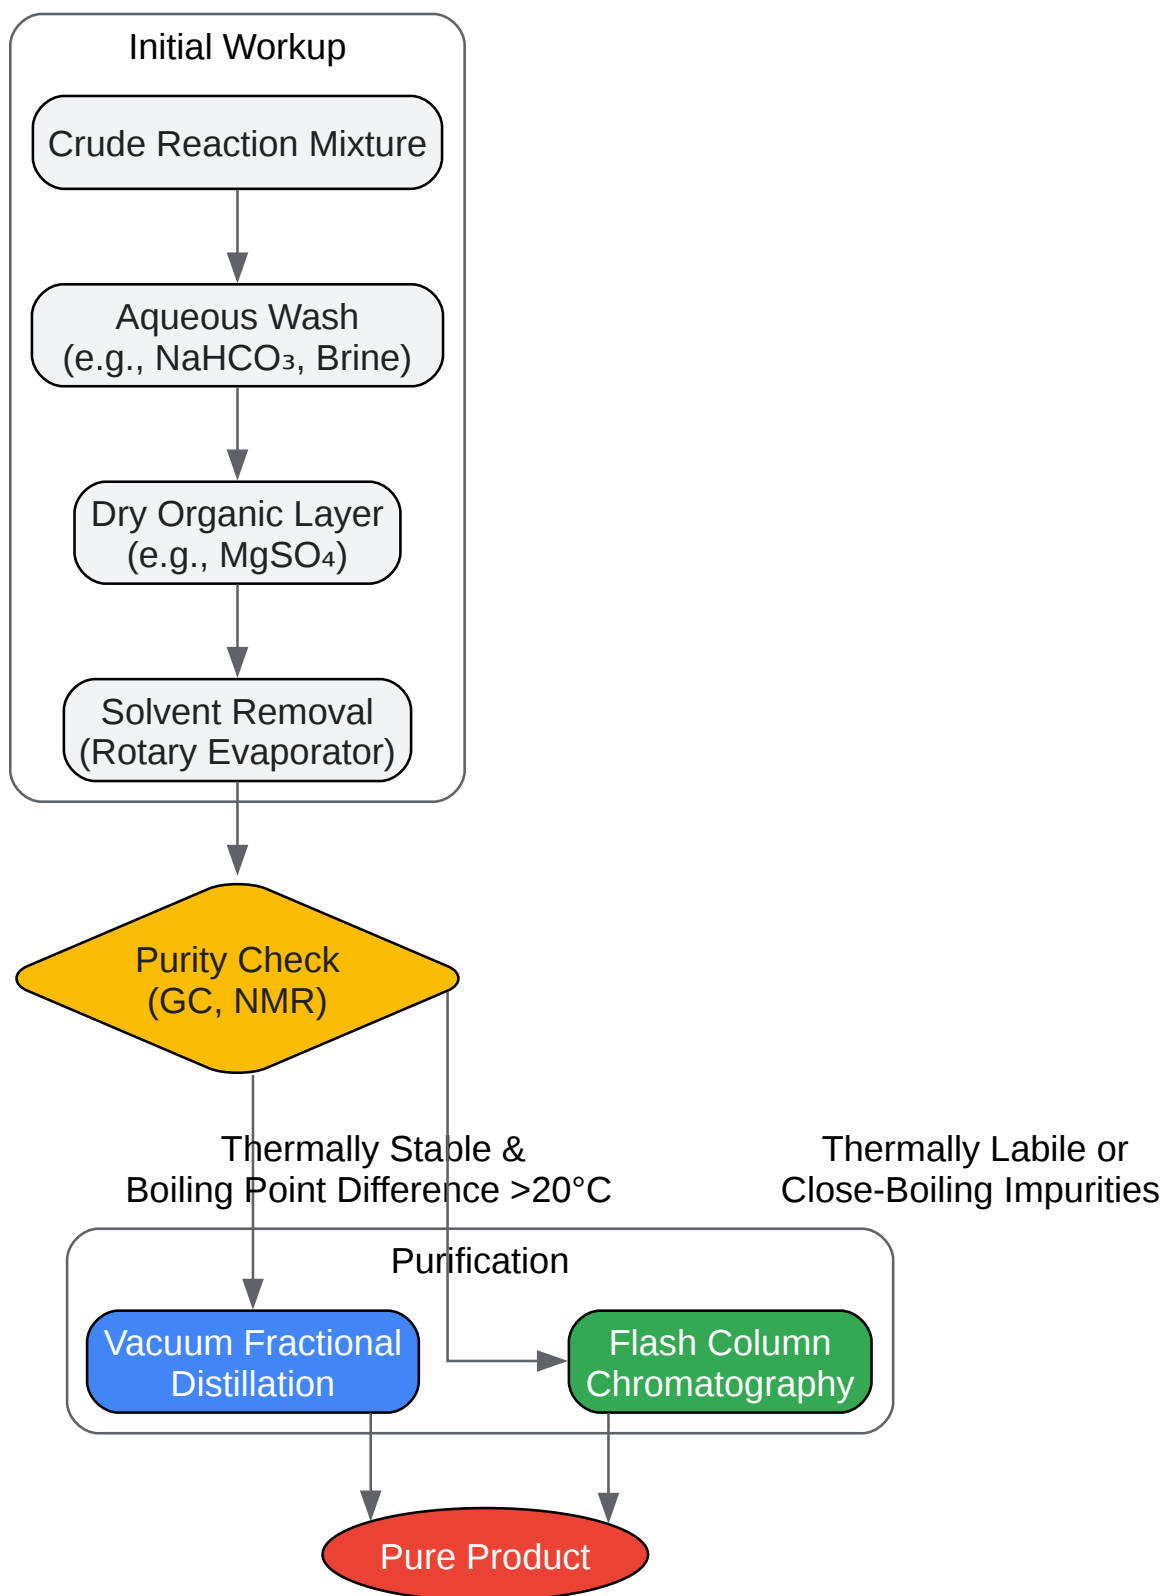 Initial Workup
Crude Reaction Mixture
Aqueous Wash
(e.g., NaHCO₃, Brine)
Dry Organic Layer
(e.g., MgSO₄)
Solvent Removal
(Rotary Evaporator)
Purity Check
(GC, NMR)
Thermally Stable &
Boiling Point Difference >20°C
Thermally Labile or
Close-Boiling Impurities
Purification
Vacuum Fractional
Distillation
Flash Column
Chromatography
Pure Product